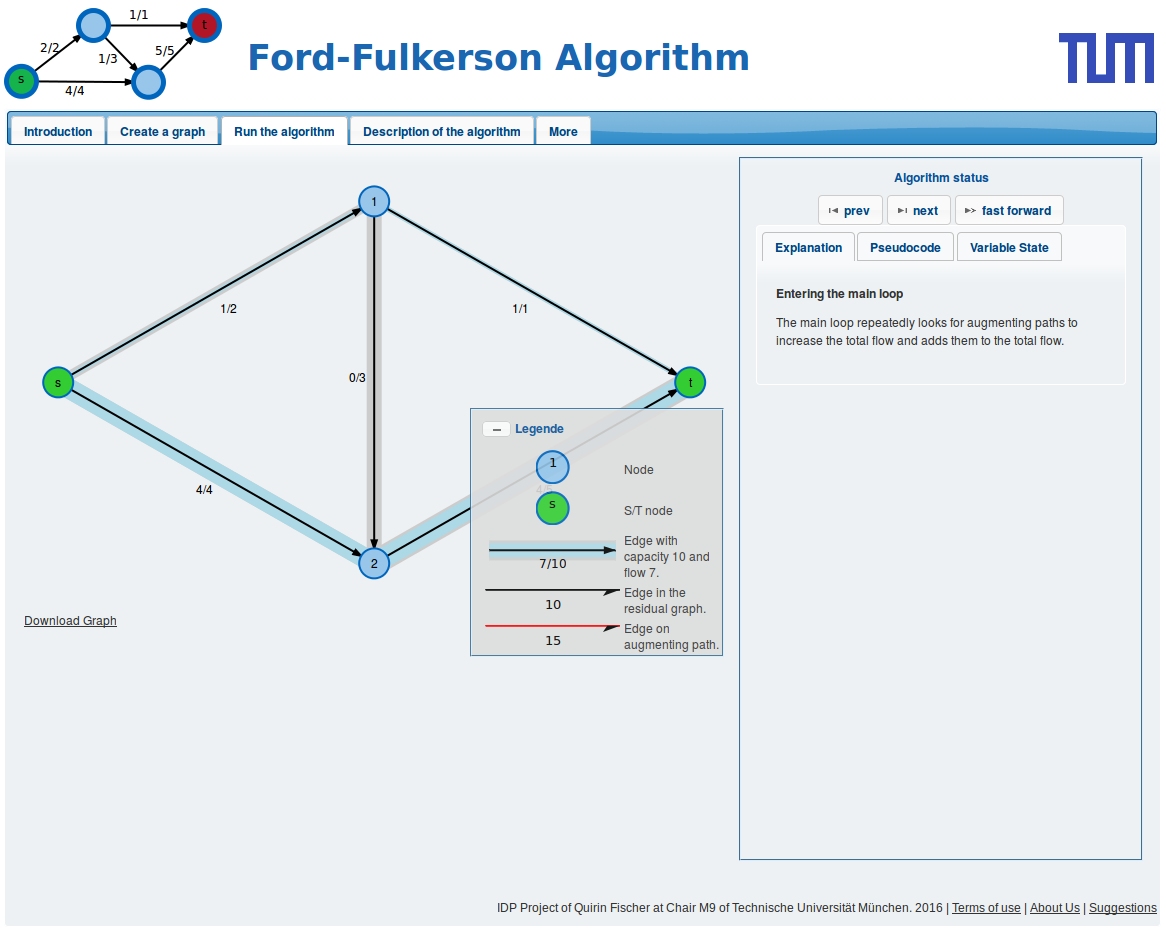 1/1
t
2/2
1/3
5/5
s
4/4
Ford-Fulkerson Algorithm
TUM
Introduction
Create a graph
Run the algorithm
Description of the algorithm
More
1
1/2
1/1
0/3
s
t
4/4
2
Download Graph
Legende
1
Node
s
S/T node
7/10
Edge with
capacity 10 and
flow 7.
10
Edge in the
residual graph.
15
Edge on
augmenting path.
Algorithm status
prev
next
fast forward
Explanation
Pseudocode
Variable State
Entering the main loop
The main loop repeatedly looks for augmenting paths to
increase the total flow and adds them to the total flow.
IDP Project of Quirin Fischer at Chair M9 of Technische Universität München. 2016 | Terms of use | About Us | Suggestions